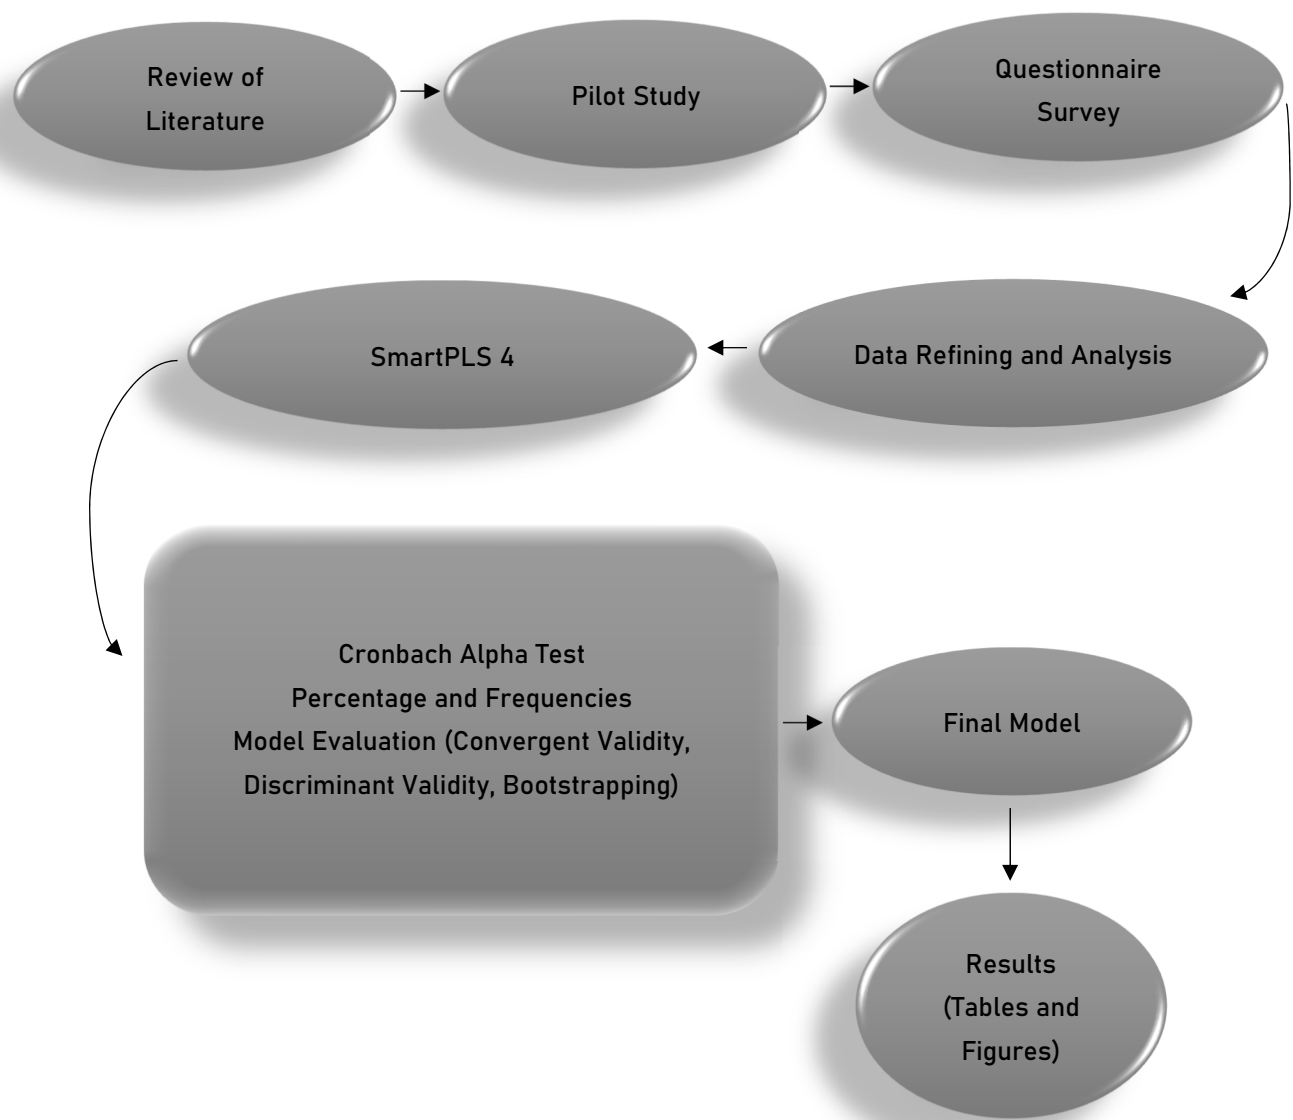 Review of
Literature
Pilot Study
Questionnaire
Survey
Data Refining and Analysis
SmartPLS 4
Cronbach Alpha Test
Percentage and Frequencies
Model Evaluation (Convergent Validity,
Discriminant Validity, Bootstrapping)
Final Model
Results
(Tables and
Figures)